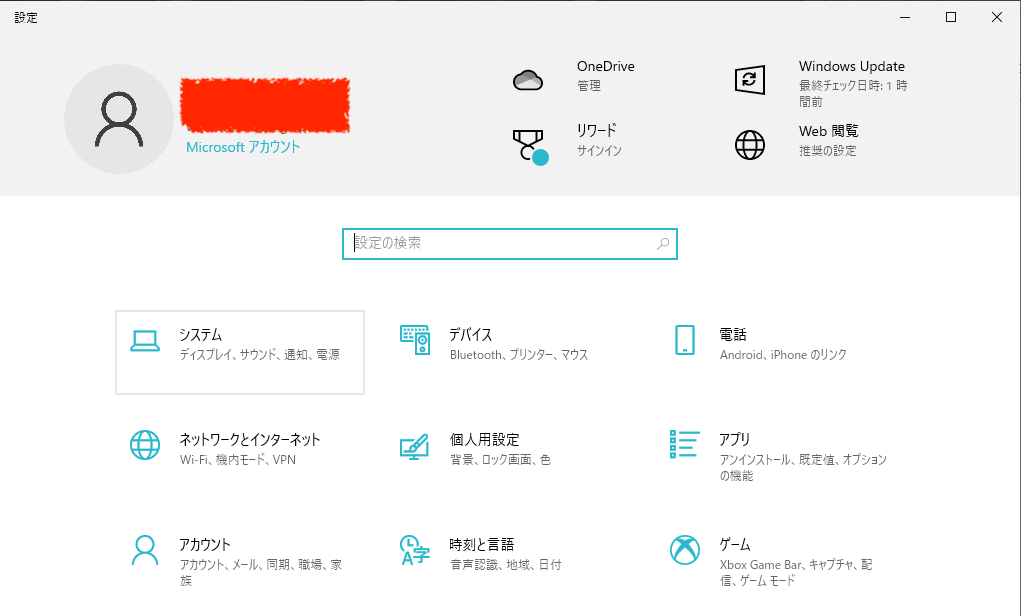 設定
Microsoft アカウント
OneDrive
管理
Windows Update
最終チェック日時: 1 時
間前
リワード
サインイン
Web 閲覧
推奨の設定
設定の検索
システム
ディスプレイ、サウンド、通知、電源
デバイス
Bluetooth、プリンター、マウス
電話
Android、iPhone のリンク
ネットワークとインターネット
Wi-Fi、機内モード、VPN
個人用設定
背景、ロック画面、色
アプリ
アンインストール、既定値、オプション
の機能
アカウント
アカウント、メール、同期、職場、家
族
時刻と言語
音声認識、地域、日付
ゲーム
Xbox Game Bar、キャプチャ、配
信、ゲーム モード